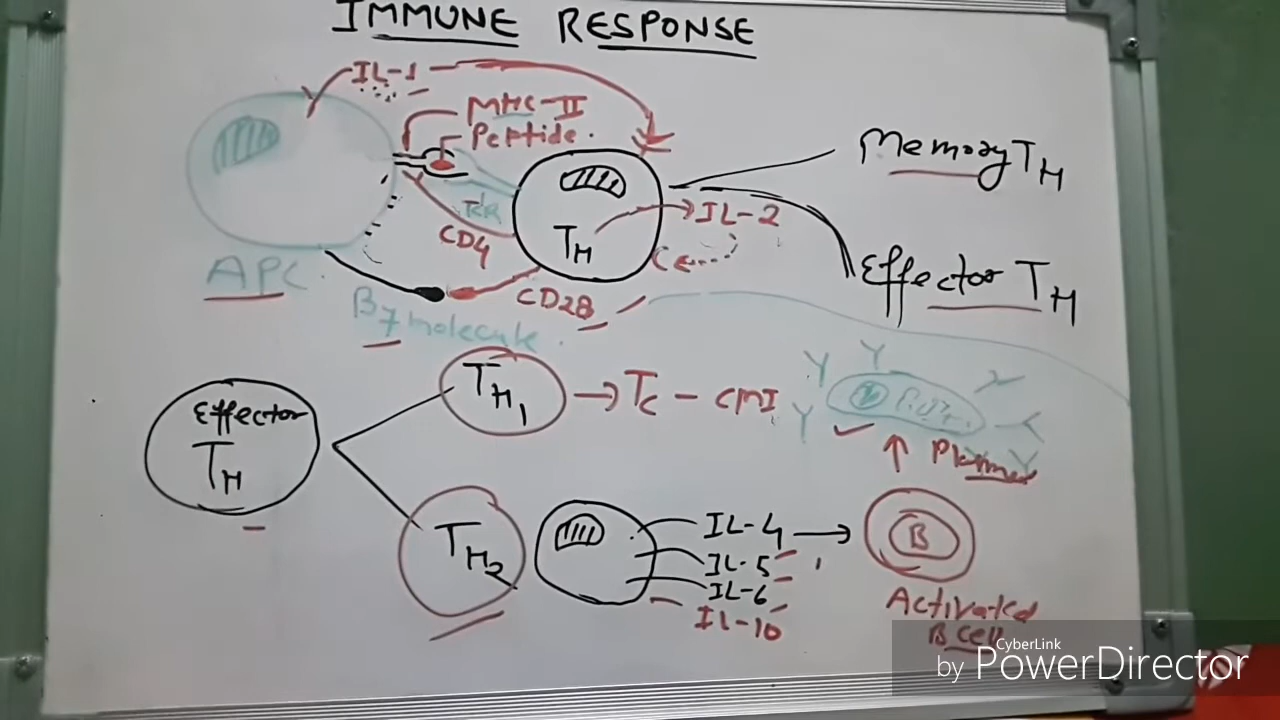 IMMUNE RESPONSE
IL-1
MHC-II
Peptide.
Memory TH
IL-2
TH
CD4
APC.
CD28
Effector TH
B7 molecule.
TH1 → Tc - CMI
Effector
TH
Plasma
TH2
IL-4
IL-5
IL-6
IL-10
B
Activated
B cell
CyberLink
by PowerDirector